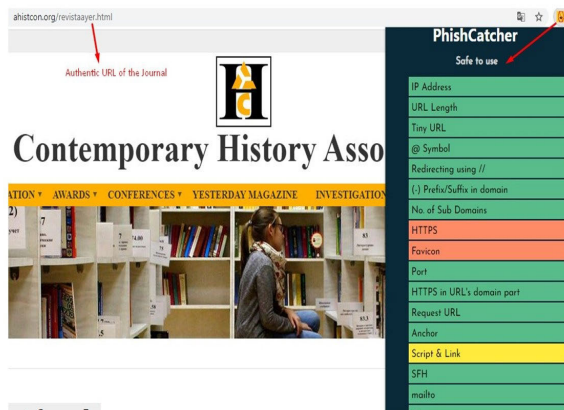 ahistcon.org/revistaayer.html
PhishCatcher
Safe to use
Authentic URL of the Journal
Contemporary History Asso
ATION ▾ AWARDS ▾ CONFERENCES ▾ YESTERDAY MAGAZINE INVESTIGATION
IP Address
URL Length
Tiny URL
@ Symbol
Redirecting using //
(-) Prefix/Suffix in domain
No. of Sub Domains
HTTPS
Favicon
Port
HTTPS in URL's domain part
Request URL
Anchor
Script & Link
SFH
mailto